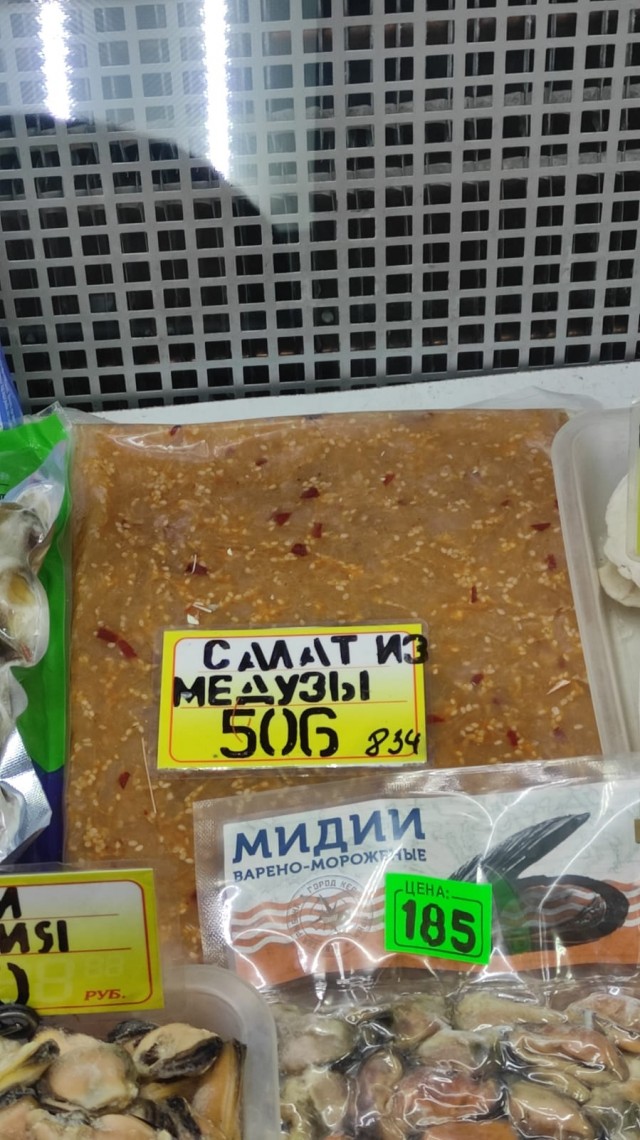 САЛАТ ИЗ
МЕДУЗЫ
506 834
МИДИИ
ВАРЕНО-МОРОЖЕНЫЕ
ЦЕНА:
185
РУБ.